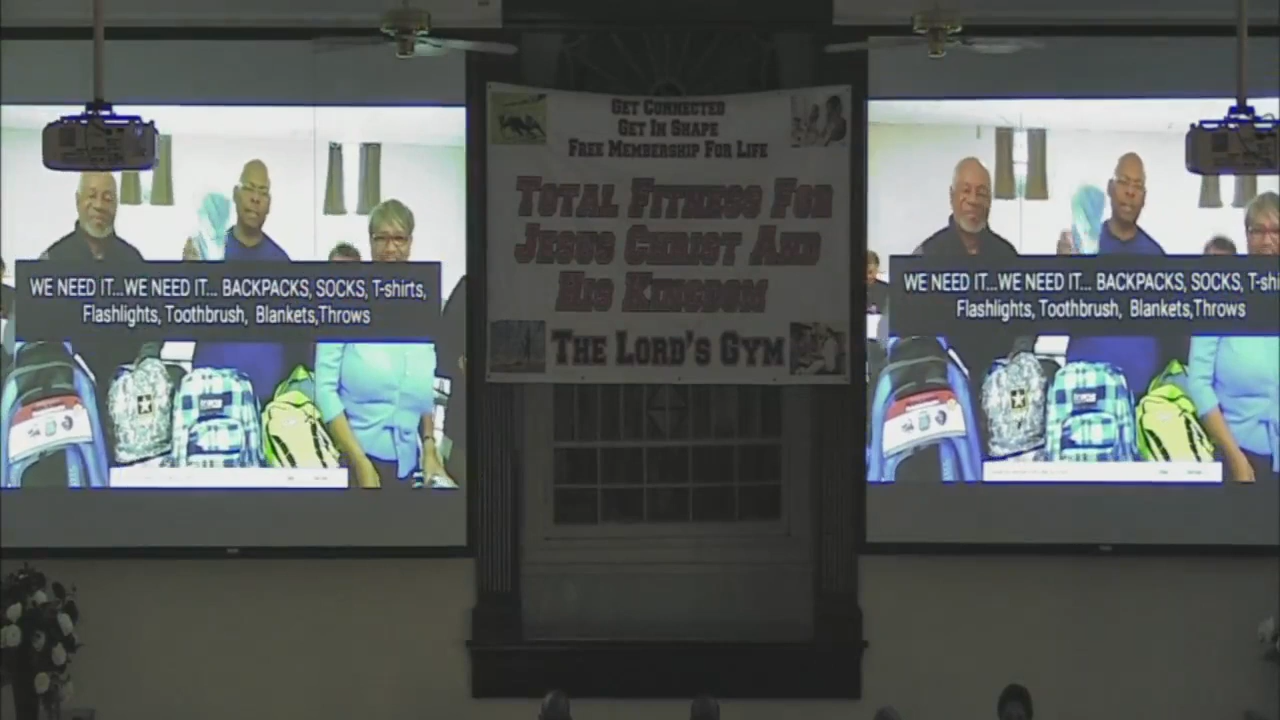 GET CONNECTED
GET IN SHAPE
FREE MEMBERSHIP FOR LIFE
TOTAL FITNESS FOR
JESUS CHRIST AND
HIS KINGDOM
THE LORD'S GYM
WE NEED IT...WE NEED IT... BACKPACKS, SOCKS, T-shirts,
Flashlights, Toothbrush, Blankets,Throws
WE NEED IT...WE NEED IT... BACKPACKS, SOCKS, T-shi
Flashlights, Toothbrush, Blankets,Throws